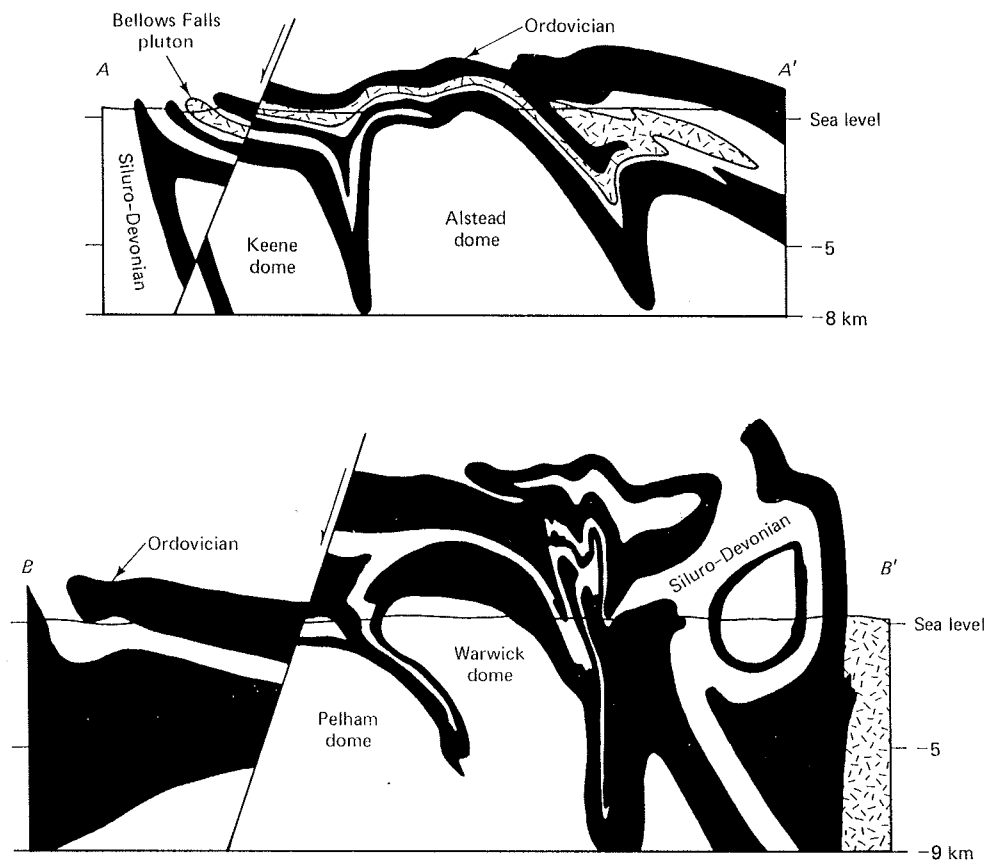 Bellows Falls
pluton
Ordovician
A
A'
Sea level
Siluro-Devonian
Keene
dome
Alstead
dome
-5
-8 km
Ordovician
B
Siluro-Devonian
B'
Sea level
Warwick
dome
Pelham
dome
-5
-9 km